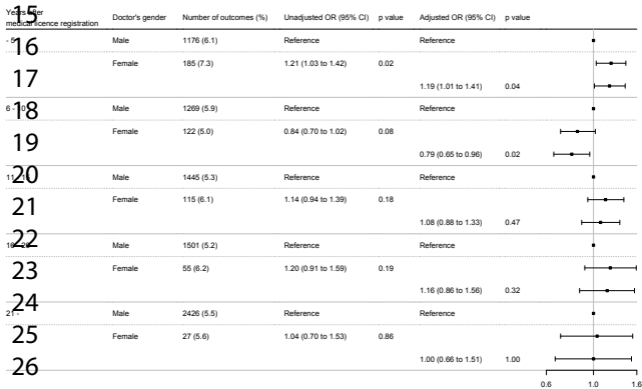 15
Years after
medical licence registration Doctor's gender Number of outcomes (%) Unadjusted OR (95% CI) p value Adjusted OR (95% CI) p value
- 5 Male 1176 (6.1) Reference Reference
16
Female 185 (7.3) 1.21 (1.03 to 1.42) 0.02
17
1.19 (1.01 to 1.41) 0.04
18
6 - 10 Male 1269 (5.9) Reference Reference
19
Female 122 (5.0) 0.84 (0.70 to 1.02) 0.08
0.79 (0.65 to 0.96) 0.02
20
Male 1445 (5.3) Reference Reference
21
Female 115 (6.1) 1.14 (0.94 to 1.39) 0.18
1.08 (0.88 to 1.33) 0.47
22
Male 1501 (5.2) Reference Reference
23
Female 55 (6.2) 1.20 (0.91 to 1.59) 0.19
24
1.16 (0.86 to 1.56) 0.32
21 - Male 2426 (5.5) Reference Reference
25
Female 27 (5.6) 1.04 (0.70 to 1.53) 0.86
26
1.00 (0.66 to 1.51) 1.00
0.6 1.0 1.6